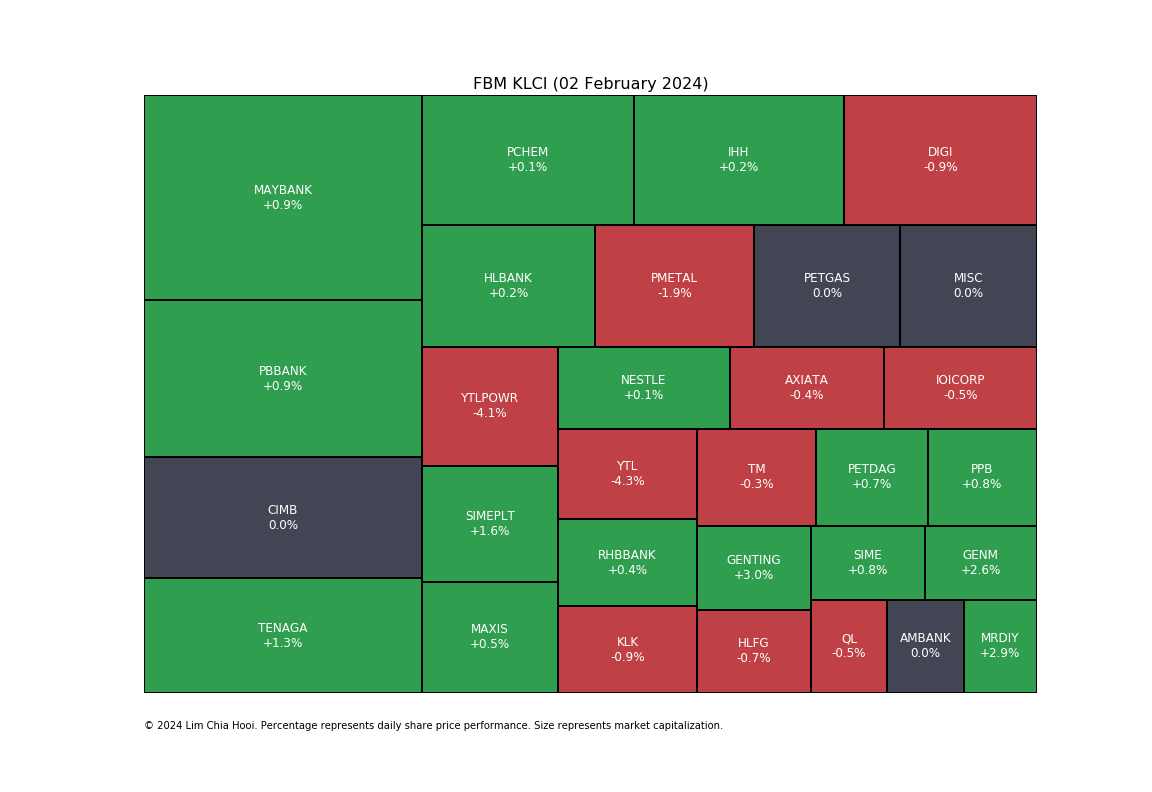 FBM KLCI (02 February 2024)
MAYBANK
+0.9%
PBBANK
+0.9%
CIMB
0.0%
TENAGA
+1.3%
PCHEM
+0.1%
IHH
+0.2%
DIGI
-0.9%
HLBANK
+0.2%
PMETAL
-1.9%
PETGAS
0.0%
MISC
0.0%
YTLPOWR
-4.1%
SIMEPLT
+1.6%
MAXIS
+0.5%
NESTLE
+0.1%
AXIATA
-0.4%
IOICORP
-0.5%
YTL
-4.3%
RHBBANK
+0.4%
KLK
-0.9%
TM
-0.3%
PETDAG
+0.7%
PPB
+0.8%
GENTING
+3.0%
HLFG
-0.7%
SIME
+0.8%
GENM
+2.6%
QL
-0.5%
AMBANK
0.0%
MRDIY
+2.9%
© 2024 Lim Chia Hooi. Percentage represents daily share price performance. Size represents market capitalization.